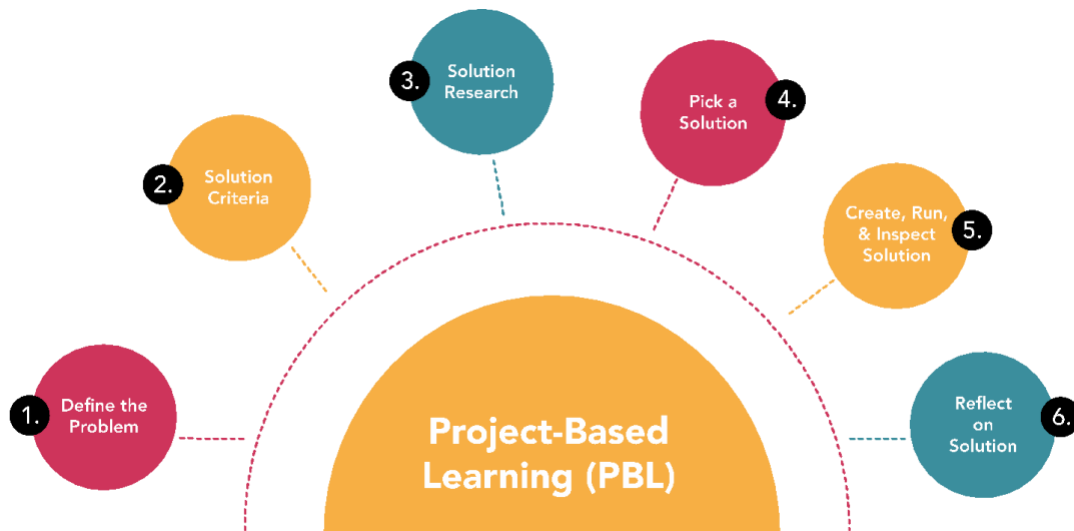 1.
Define the
Problem
2.
Solution
Criteria
3.
Solution
Research
4.
Pick a
Solution
5.
Create, Run,
& Inspect
Solution
6.
Reflect
on
Solution
Project-Based
Learning (PBL)